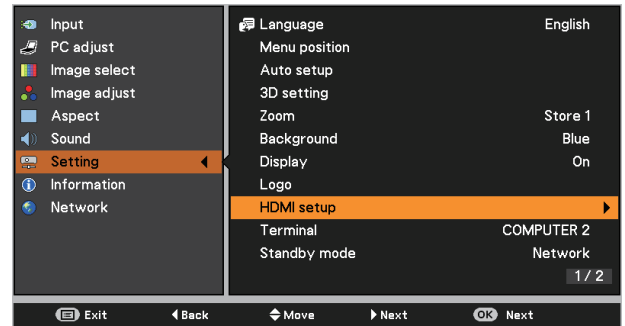 Input
PC adjust
Image select
Image adjust
Aspect
Sound
Setting
Information
Network
Language English
Menu position
Auto setup
3D setting
Zoom Store 1
Background Blue
Display On
Logo
HDMI setup
Terminal COMPUTER 2
Standby mode Network
1 / 2
Exit Back Move Next OK Next